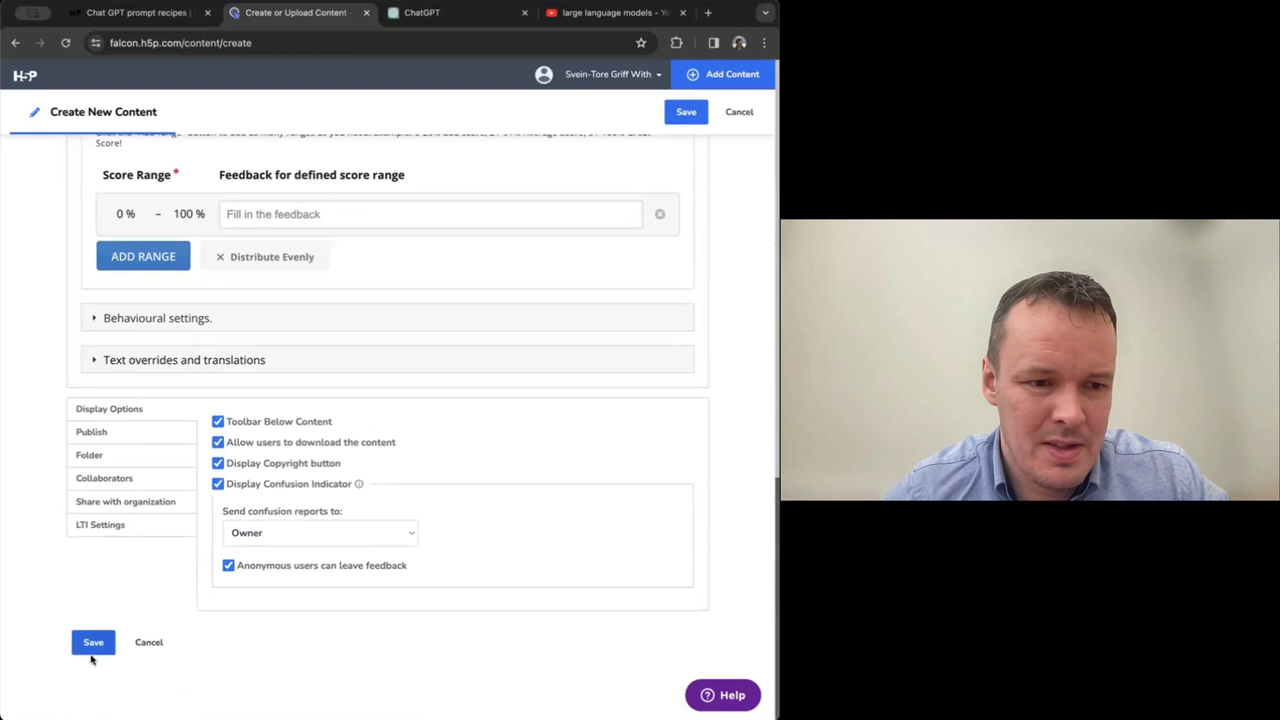 Chat GPT prompt recipes
Create or Upload Content -
ChatGPT
large language models - Yo
falcon.h5p.com/content/create
H5P
Svein-Tore Griff With
Add Content
Create New Content
Save
Cancel
Score!
Score Range *
Feedback for defined score range
0 % – 100 %
Fill in the feedback
ADD RANGE
Distribute Evenly
Behavioural settings.
Text overrides and translations
Display Options
Publish
Folder
Collaborators
Share with organization
LTI Settings
Toolbar Below Content
Allow users to download the content
Display Copyright button
Display Confusion Indicator
Send confusion reports to:
Owner
Anonymous users can leave feedback
Save
Cancel
Help